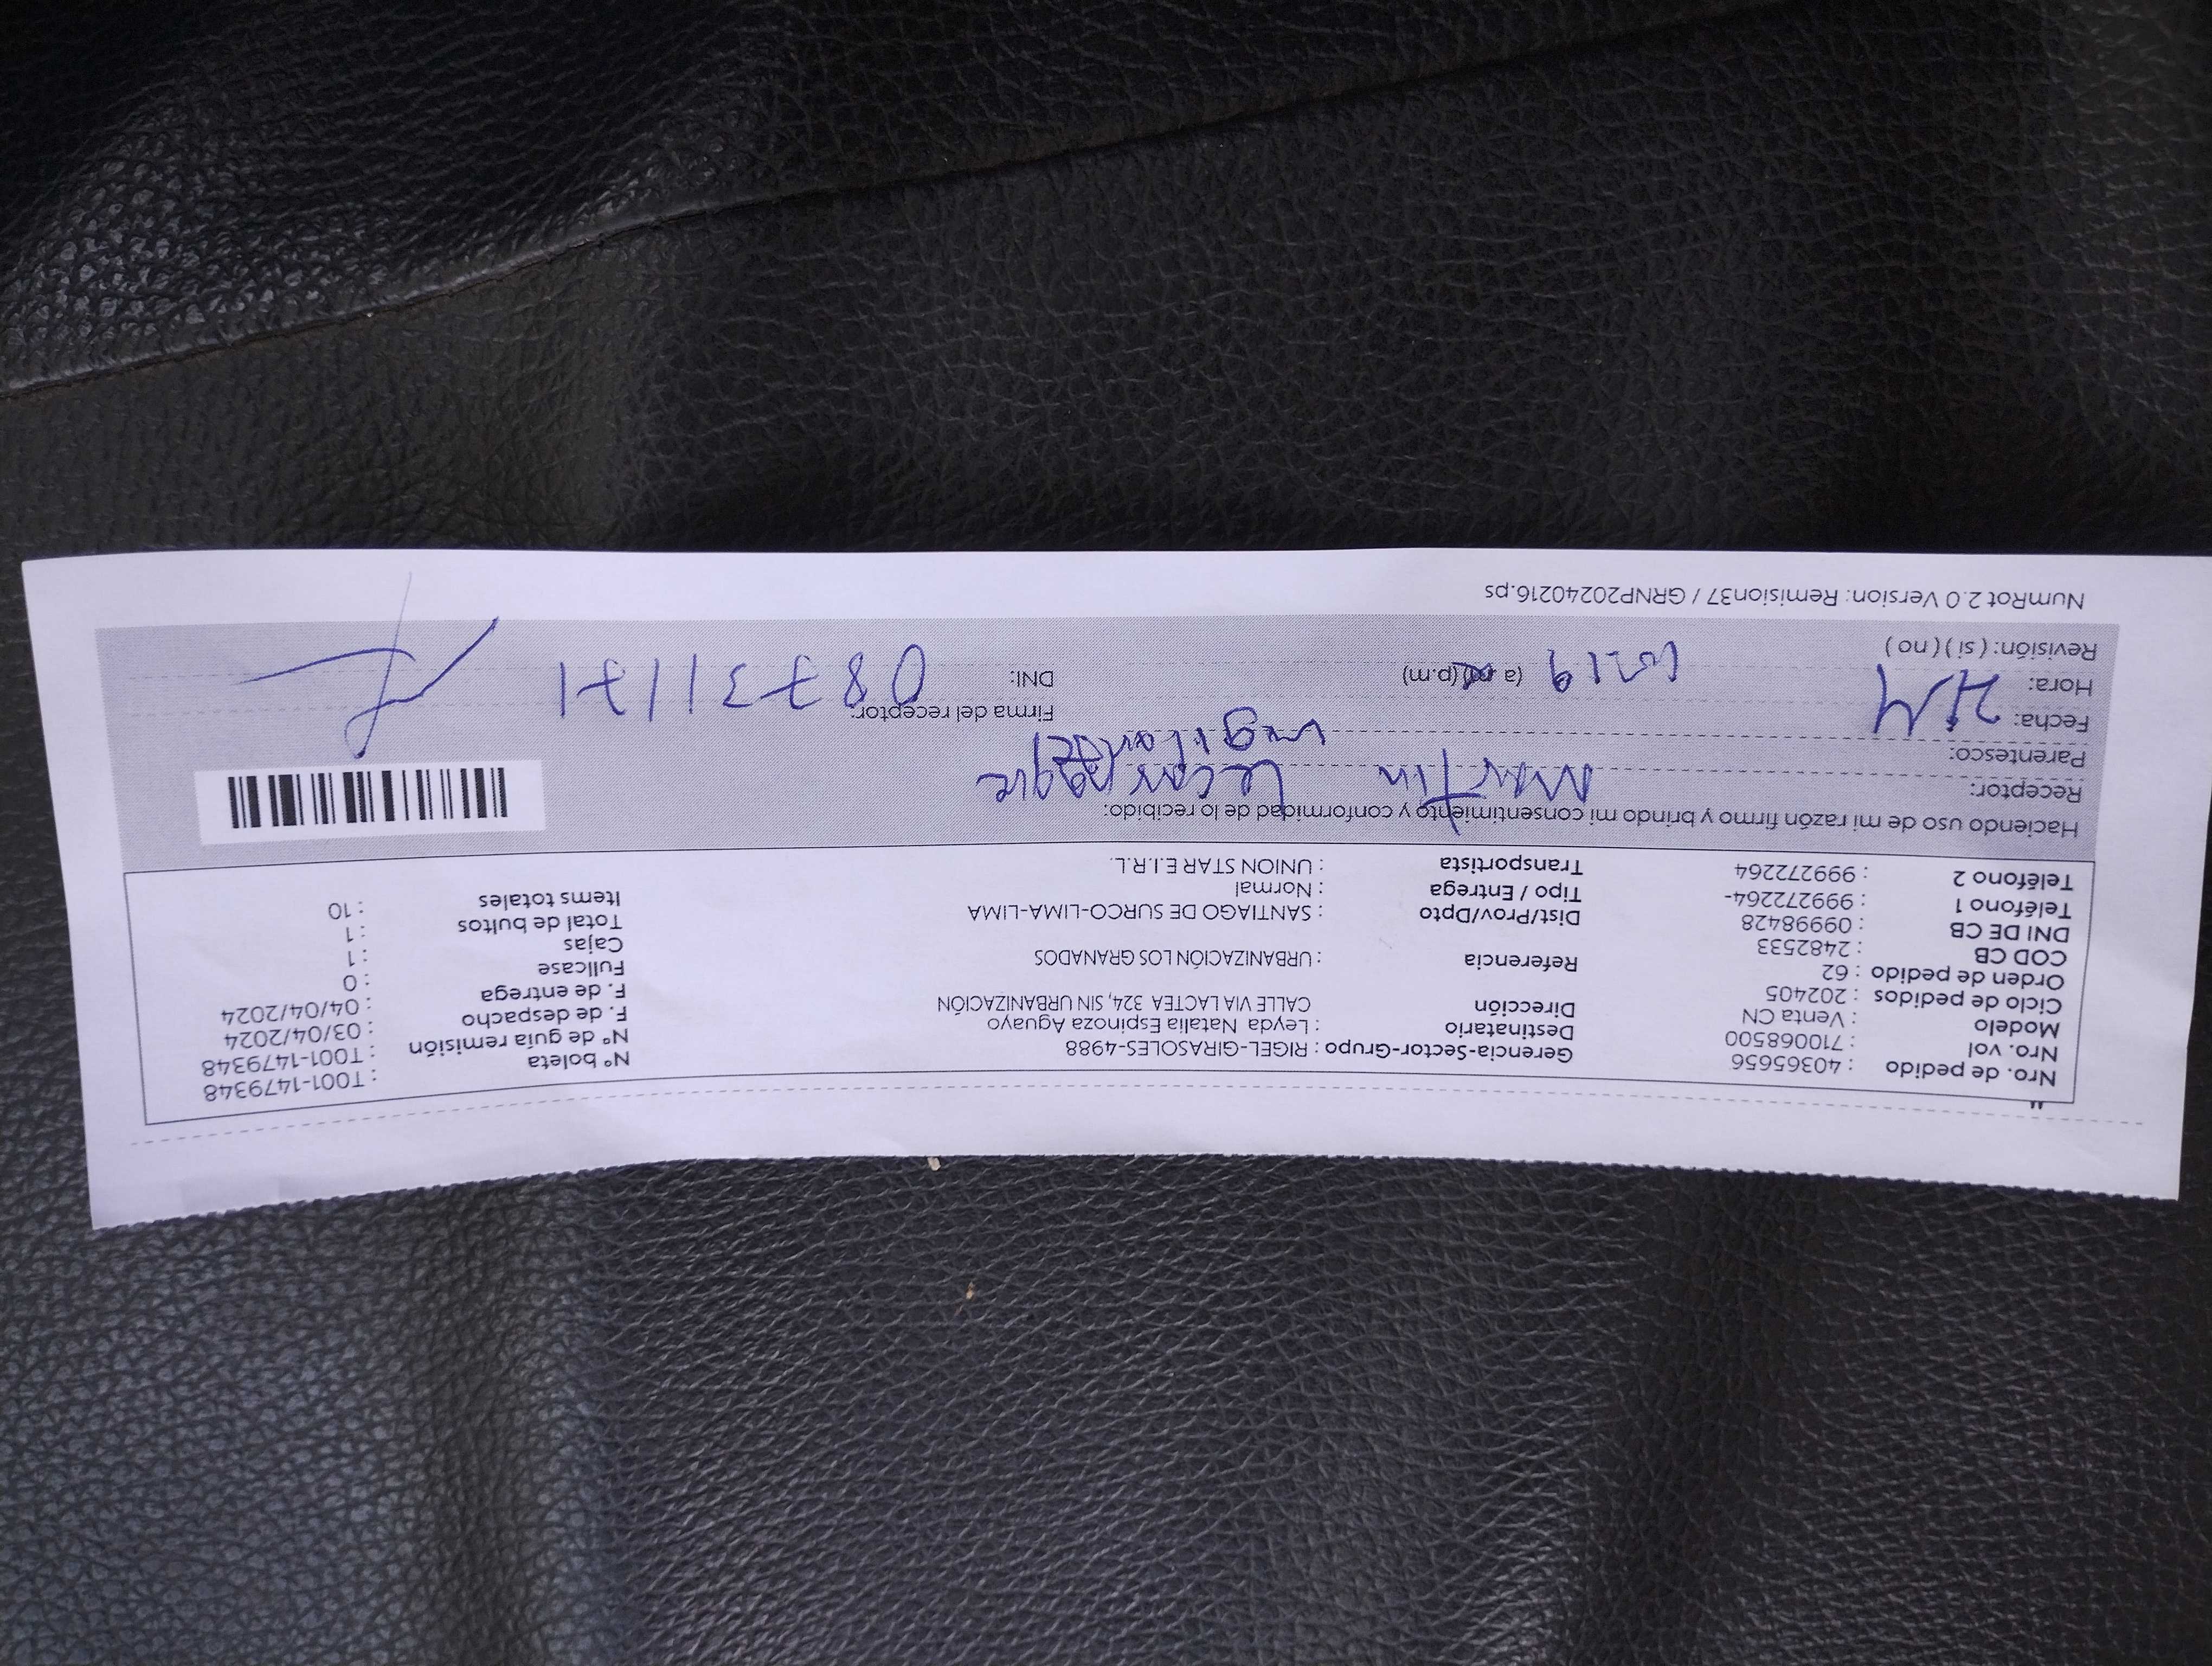 Nro. de pedido : 40365656
Nro. vol : 710068500
Modelo : Venta CN
Ciclo de pedidos : 202405
Orden de pedido : 62
COD CB : 2482533
DNI DE CB : 09998428
Teléfono 1 : 999272264-
Teléfono 2 : 999272264
Gerencia-Sector-Grupo : RIGEL-GIRASOLES-4988
Destinatario : Leyda Natalia Espinoza Aguayo
Dirección CALLE VIA LACTEA 324, SIN URBANIZACIÓN
Referencia : URBANIZACIÓN LOS GRANADOS
Dist/Prov/Dpto : SANTIAGO DE SURCO-LIMA-LIMA
Tipo / Entrega : Normal
Transportista : UNION STAR E.I.R.L.
N° boleta : T001-1479348
N° de guía remisión : T001-1479348
F. de despacho : 03/04/2024
F. de entrega : 04/04/2024
Fullcase : 0
Cajas : 1
Total de bultos : 1
Items totales : 10
Haciendo uso de mi razón firmo y brindo mi consentimiento y conformidad de lo recibido:
Receptor: Martin
Parentesco: vigilante
Fecha:
Hora: (p.m)
Revisión: ( si ) ( no )
Firma del receptor:
DNI: 08731171
NumRot 2.0 Version: Remision37 / GRNP20240216.ps